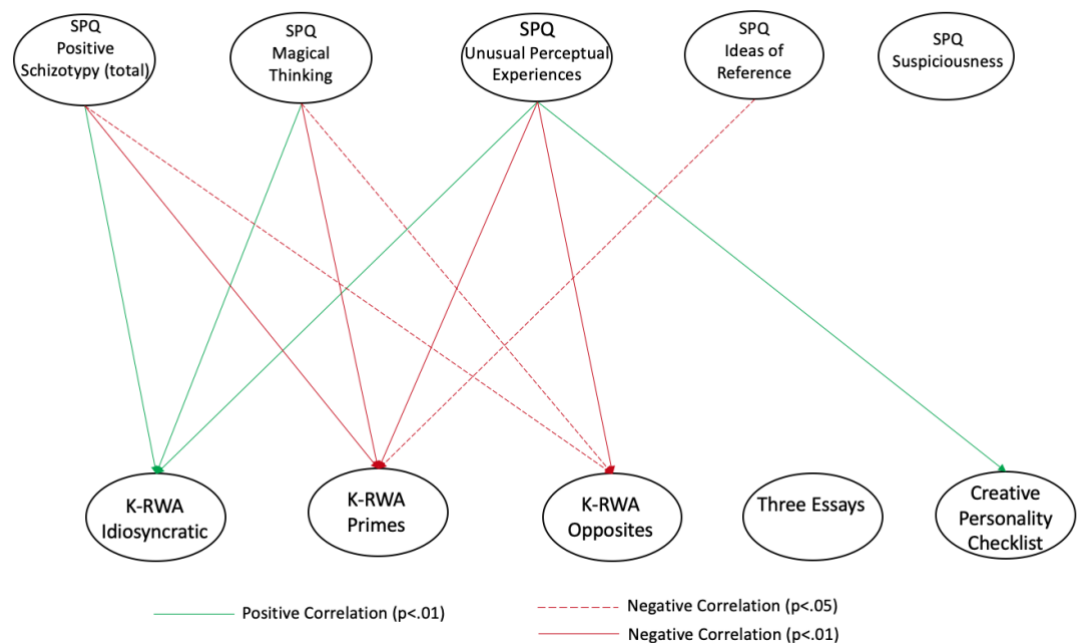 SPQ
Positive
Schizotypy (total)
SPQ
Magical
Thinking
SPQ
Unusual Perceptual
Experiences
SPQ
Ideas of
Reference
SPQ
Suspiciousness
K-RWA
Idiosyncratic
K-RWA
Primes
K-RWA
Opposites
Three Essays
Creative
Personality
Checklist
Positive Correlation (p<.01)
Negative Correlation (p<.05)
Negative Correlation (p<.01)